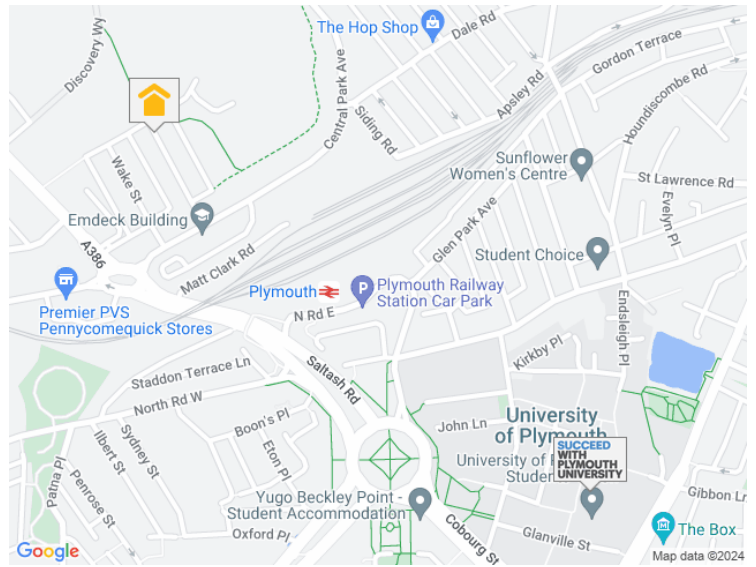 Discovery Wy
The Hop Shop
Dale Rd
Central Park Ave
Siding Rd
Apsley Rd
Gordon Terrace
Houndiscombe Rd
Wake St
Sunflower
Women's Centre
St Lawrence Rd
Evelyn Pl
Emdeck Building
A386
Matt Clark Rd
Glen Park Ave
Student Choice
Plymouth
Plymouth Railway
Station Car Park
P
Premier PVS
Pennycomequick Stores
N Rd E
Endsleigh Pl
Kirkby Pl
Saltash Rd
Staddon Terrace Ln
North Rd W
Boon's Pl
John Ln
University
of Plymouth
Ilbert St
Sydney St
Eton Pl
SUCCEED
WITH
PLYMOUTH
UNIVERSITY
University of
Student
Patna Pl
Penrose St
Yugo Beckley Point -
Student Accommodation
Gibbon Ln
Oxford Pl
Cobourg St
Glanville St
The Box
Google
Map data ©2024